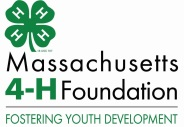 H H
H H
Massachusetts
4-H Foundation
FOSTERING YOUTH DEVELOPMENT